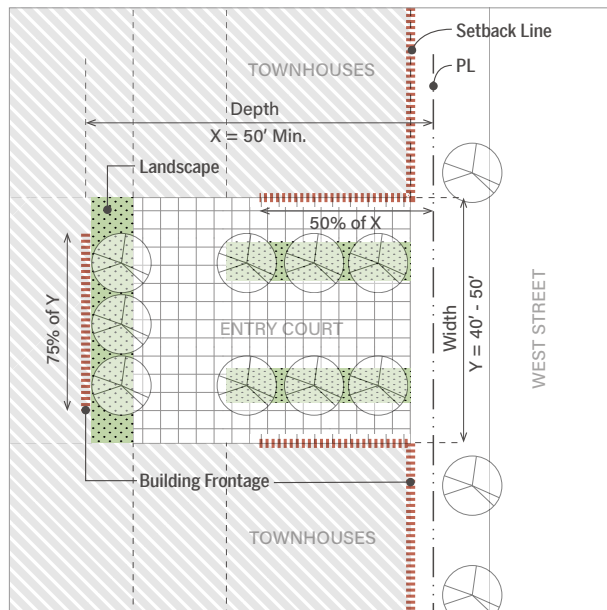 Setback Line
TOWNHOUSES
PL
Depth
X = 50’ Min.
Landscape
50% of X
75% of Y
ENTRY COURT
Width
Y = 40’ - 50’
WEST STREET
Building Frontage
TOWNHOUSES